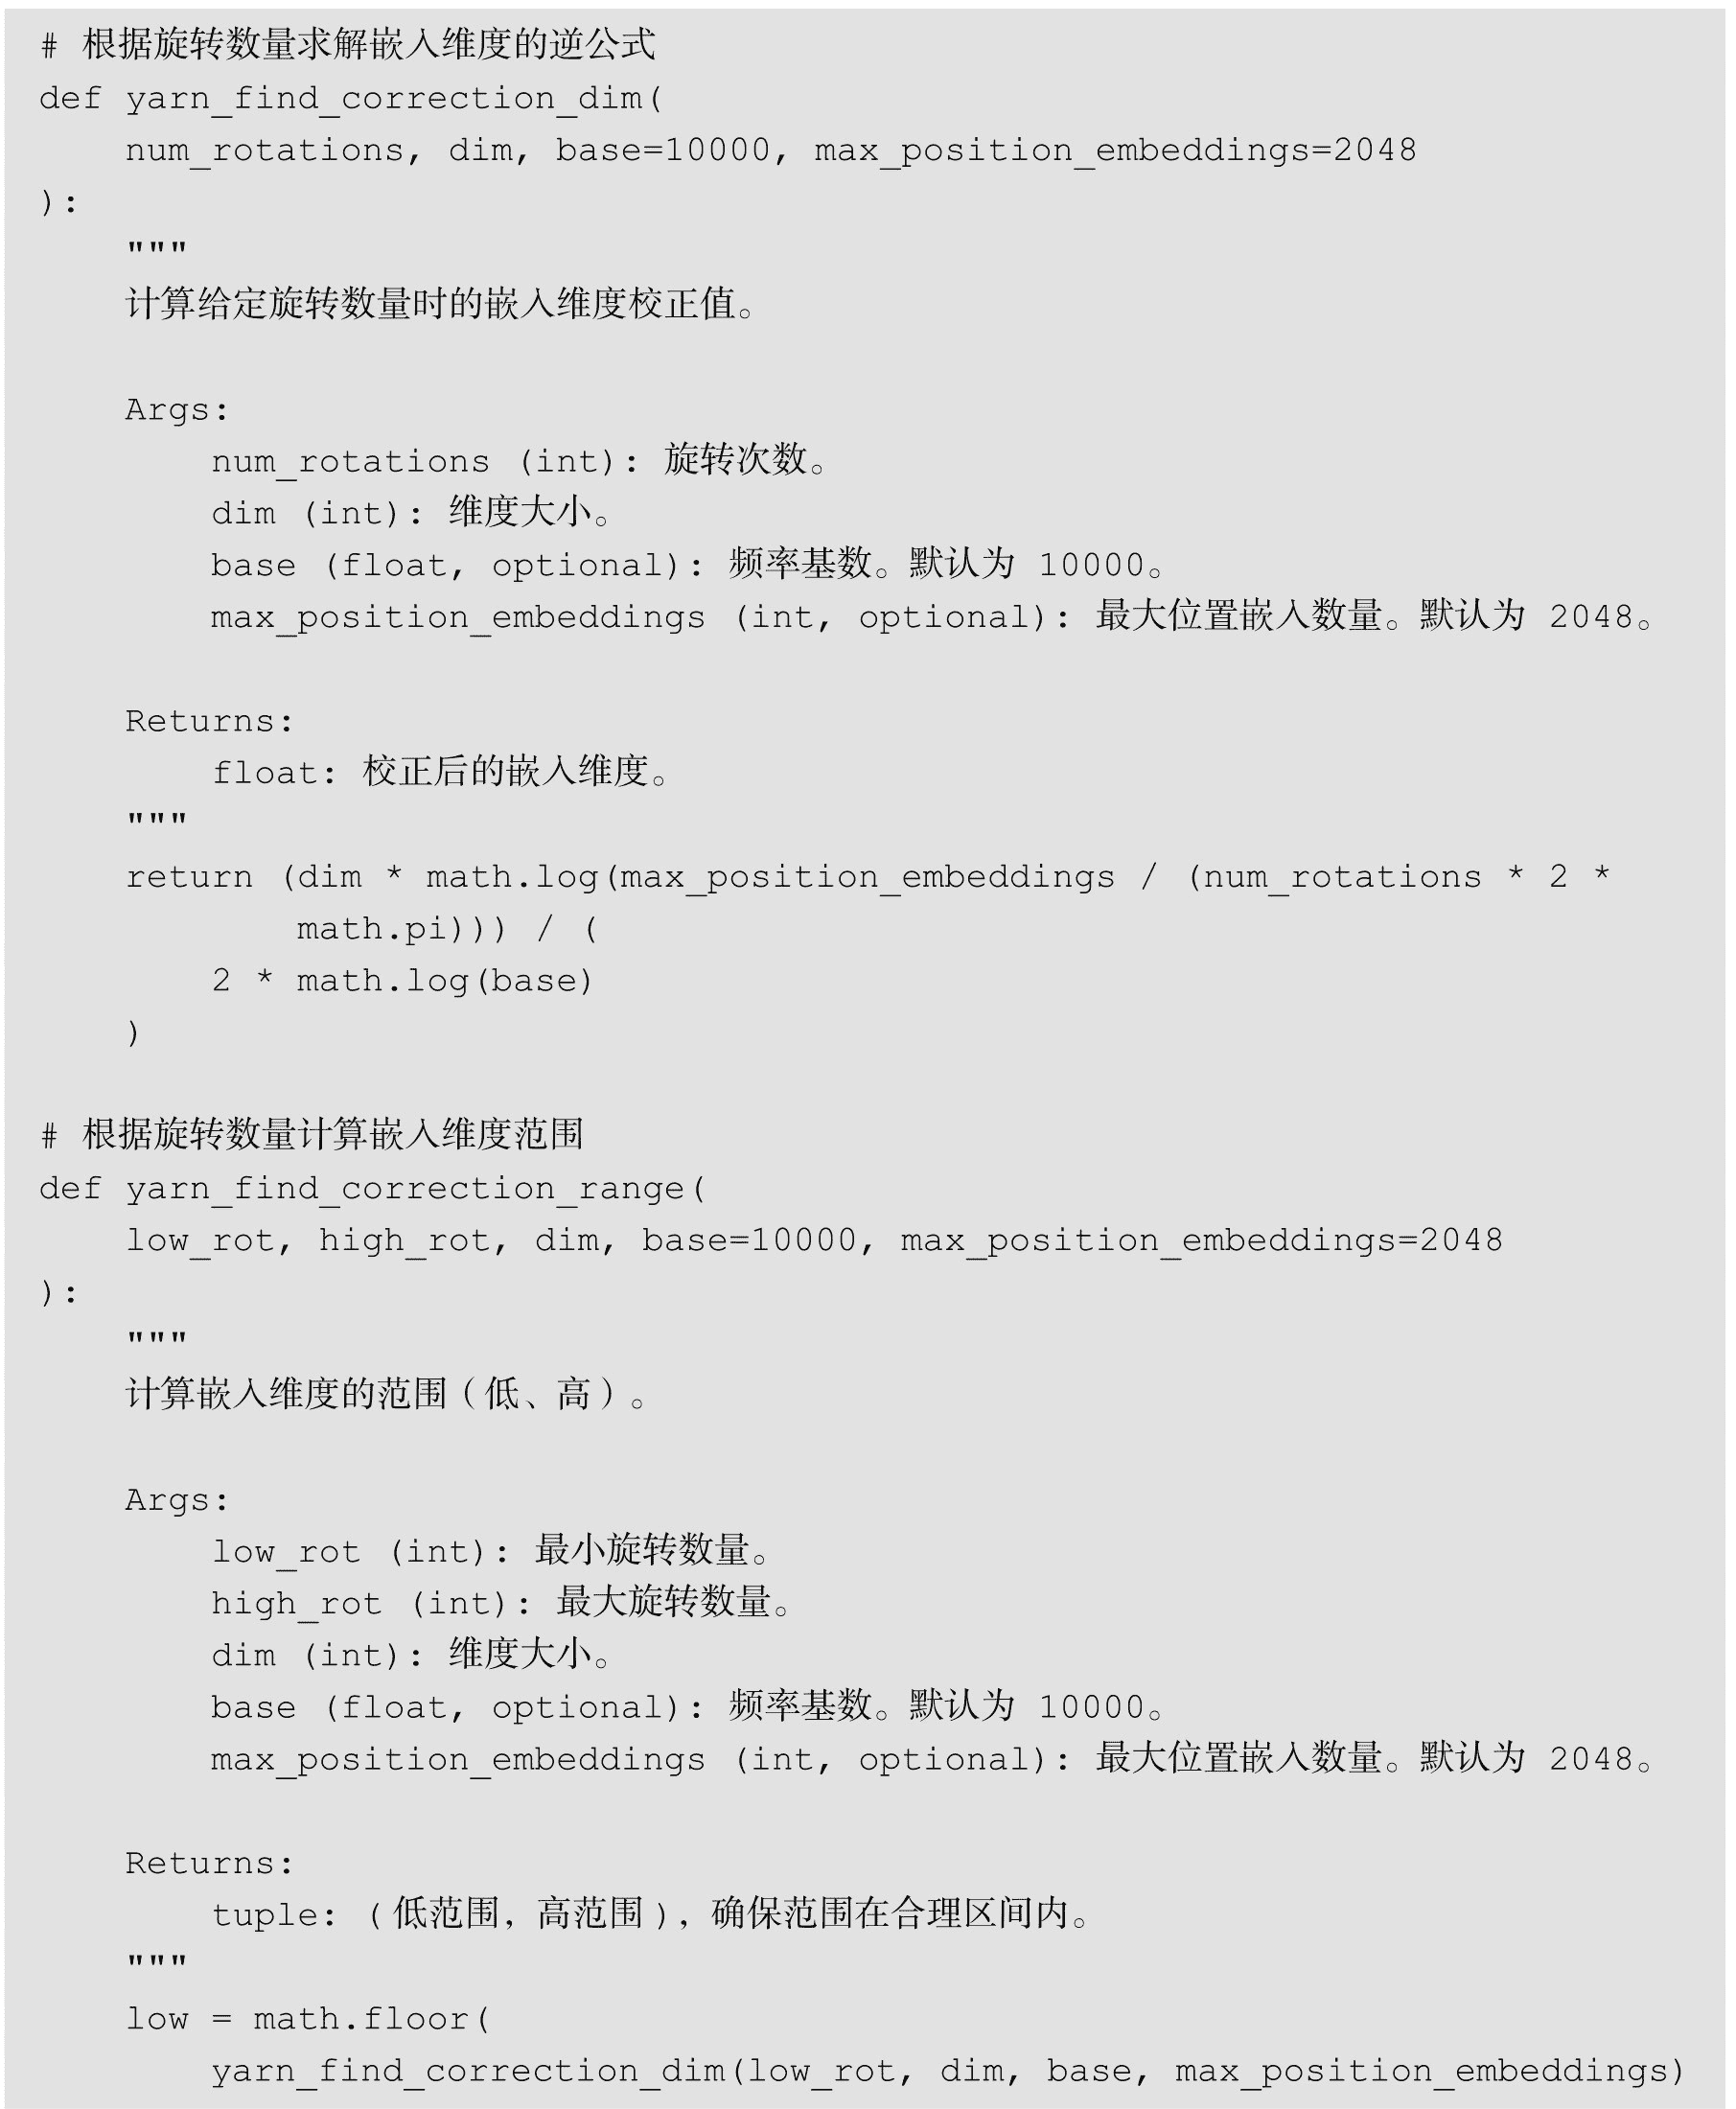 # 根据旋转数量求解嵌入维度的逆公式
def yarn_find_correction_dim(
    num_rotations, dim, base=10000, max_position_embeddings=2048
):
    """
    计算给定旋转数量时的嵌入维度校正值。

    Args:
        num_rotations (int): 旋转次数。
        dim (int): 维度大小。
        base (float, optional): 频率基数。默认为 10000。
        max_position_embeddings (int, optional): 最大位置嵌入数量。默认为 2048。

    Returns:
        float: 校正后的嵌入维度。
    """
    return (dim * math.log(max_position_embeddings / (num_rotations * 2 *
            math.pi))) / (
        2 * math.log(base)
    )

# 根据旋转数量计算嵌入维度范围
def yarn_find_correction_range(
    low_rot, high_rot, dim, base=10000, max_position_embeddings=2048
):
    """
    计算嵌入维度的范围（低、高）。

    Args:
        low_rot (int): 最小旋转数量。
        high_rot (int): 最大旋转数量。
        dim (int): 维度大小。
        base (float, optional): 频率基数。默认为 10000。
        max_position_embeddings (int, optional): 最大位置嵌入数量。默认为 2048。

    Returns:
        tuple: (低范围, 高范围), 确保范围在合理区间内。
    """
    low = math.floor(
        yarn_find_correction_dim(low_rot, dim, base, max_position_embeddings)